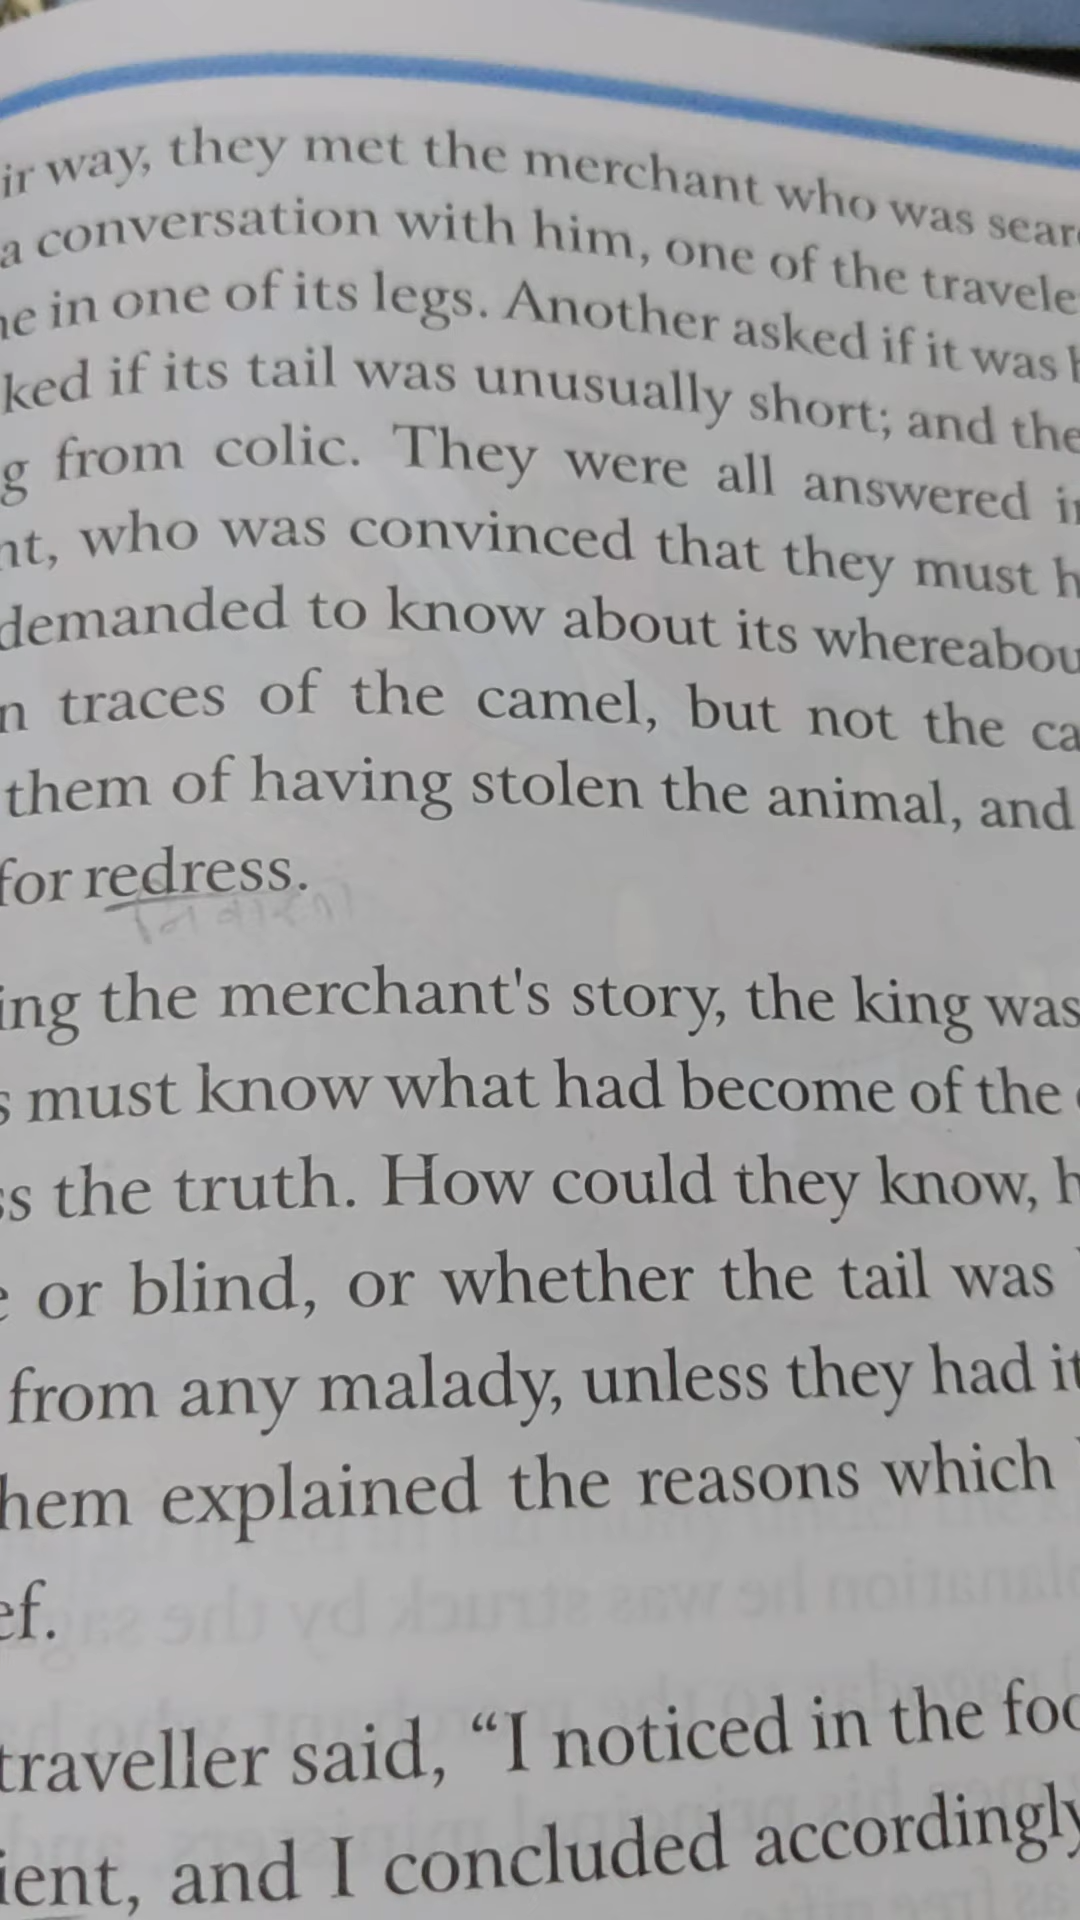 ir way, they met the merchant who was sear
a conversation with him, one of the travele
e in one of its legs. Another asked if it was
ked if its tail was unusually short; and the
g from colic. They were all answered i
nt, who was convinced that they must h
demanded to know about its whereabou
n traces of the camel, but not the ca
them of having stolen the animal, and
for redress.
ing the merchant's story, the king was
s must know what had become of the
ss the truth. How could they know, h
e or blind, or whether the tail was
from any malady, unless they had it
hem explained the reasons which
ef.
traveller said, “I noticed in the foo
ient, and I concluded accordingly